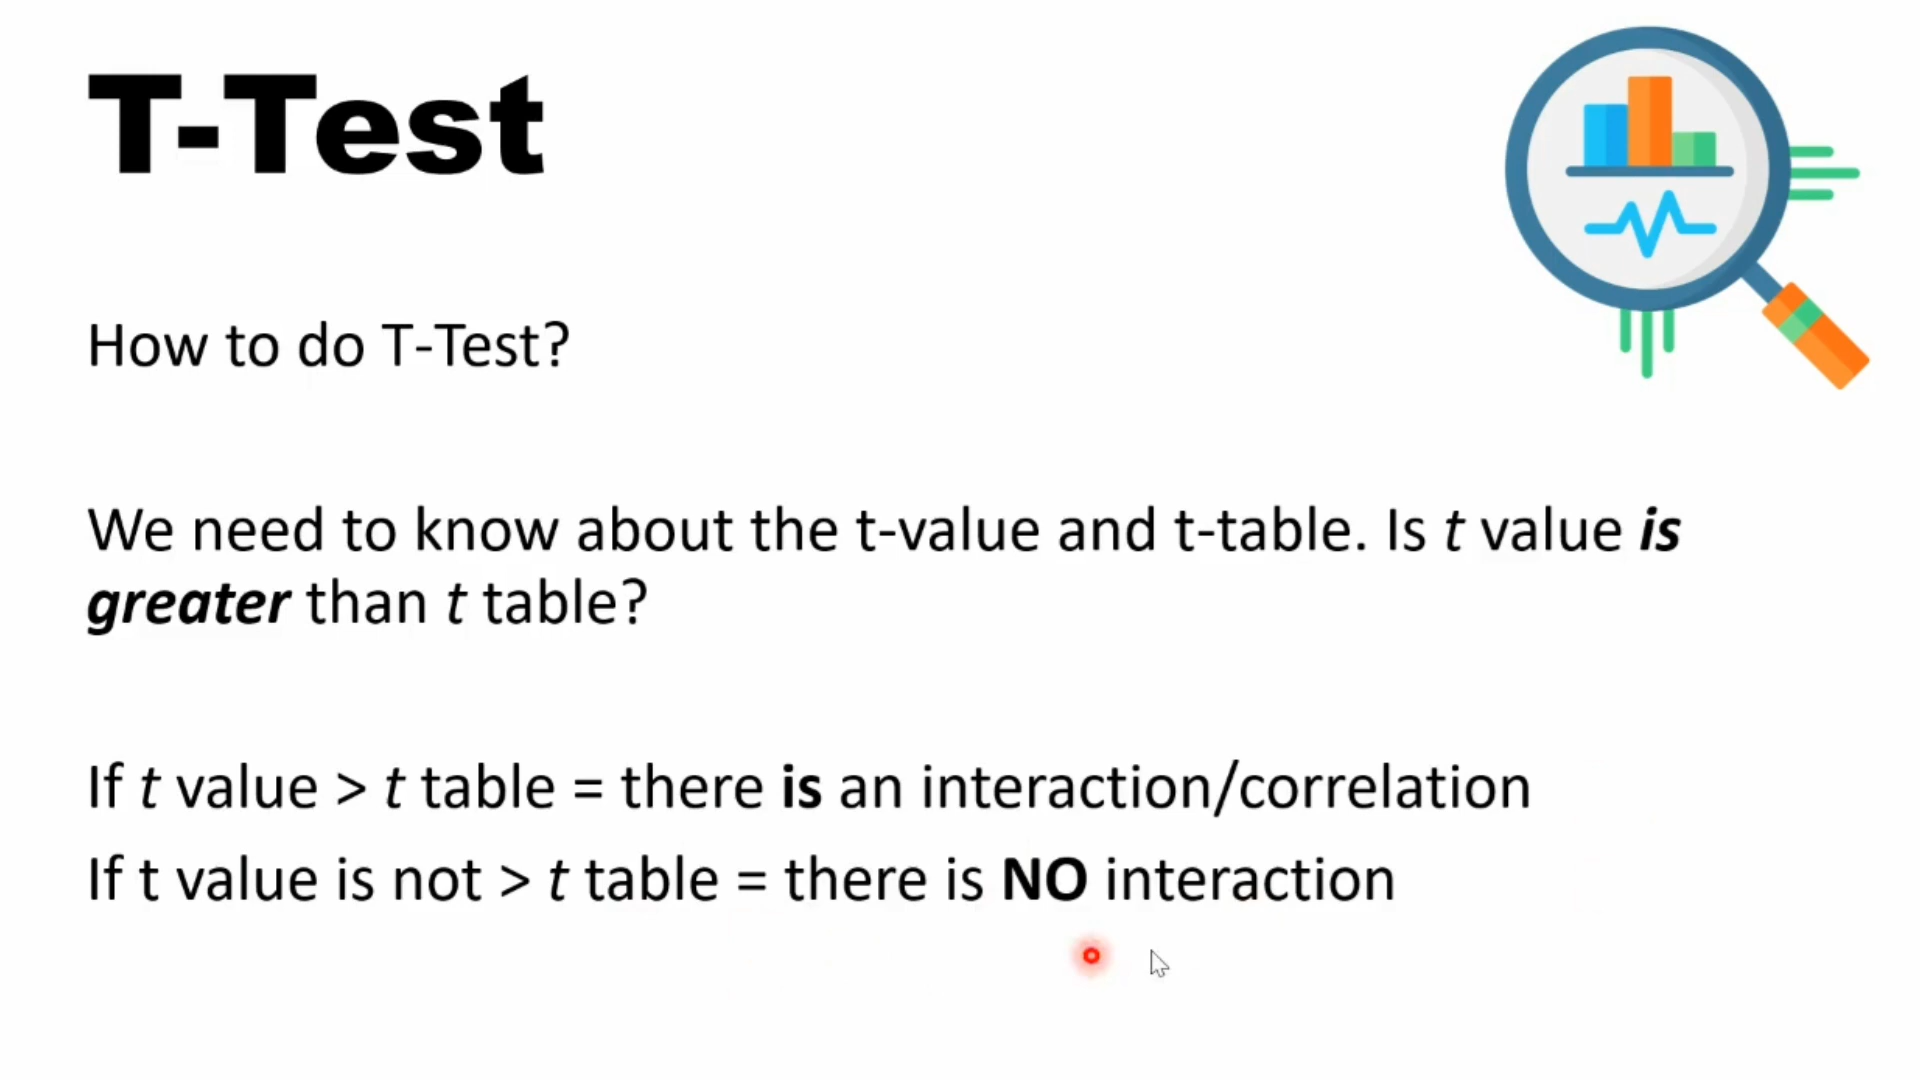 T-Test
How to do T-Test?
We need to know about the t-value and t-table. Is t value is
greater than t table?
If t value > t table = there is an interaction/correlation
If t value is not > t table = there is NO interaction